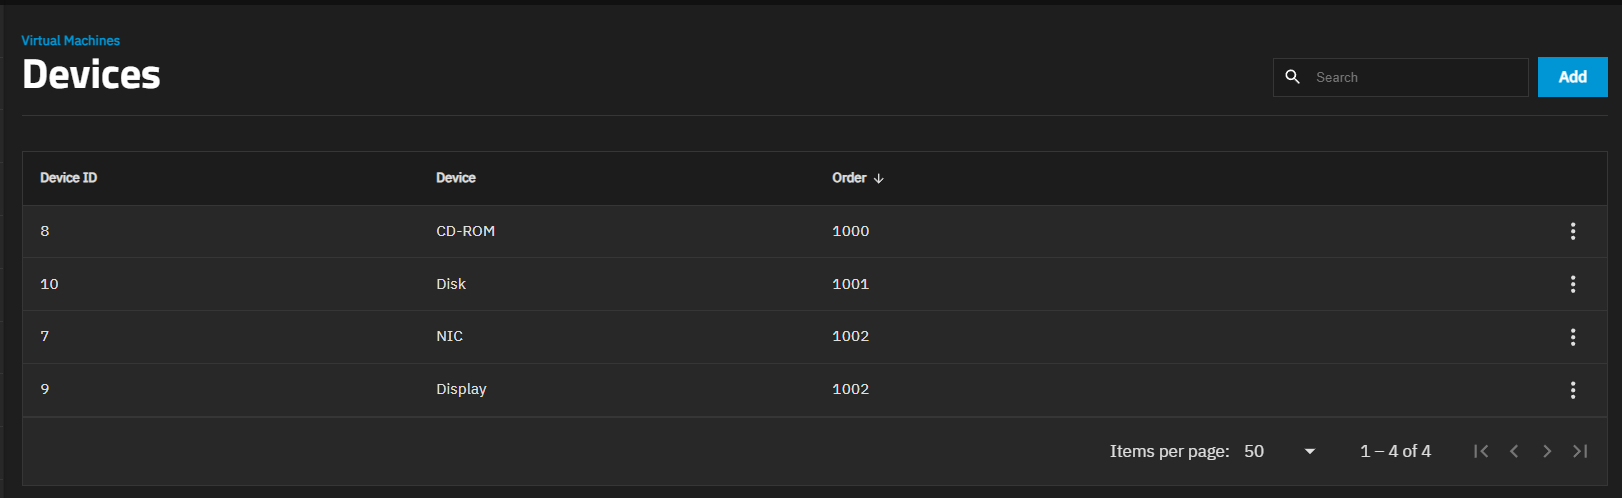 Virtual Machines
Devices
Search
Add
Device ID Device Order
8 CD-ROM 1000
10 Disk 1001
7 NIC 1002
9 Display 1002
Items per page: 50 1 – 4 of 4